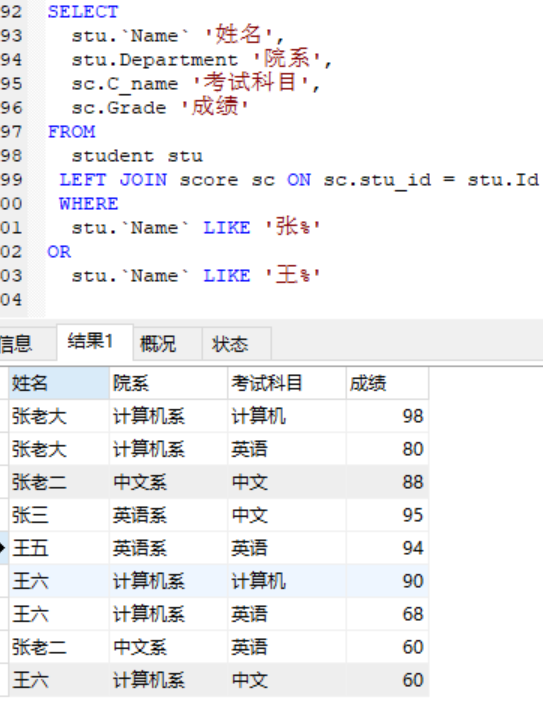 92 SELECT
93 stu.`Name` '姓名',
94 stu.Department '院系',
95 sc.C_name '考试科目',
96 sc.Grade '成绩'
97 FROM
98 student stu
99 LEFT JOIN score sc ON sc.stu_id = stu.Id
00 WHERE
01 stu.`Name` LIKE '张%'
02 OR
03 stu.`Name` LIKE '王%'
04
信息 结果1 概况 状态
姓名 院系 考试科目 成绩
张老大 计算机系 计算机 98
张老大 计算机系 英语 80
张老二 中文系 中文 88
张三 英语系 中文 95
王五 英语系 英语 94
王六 计算机系 计算机 90
王六 计算机系 英语 68
张老二 中文系 英语 60
王六 计算机系 中文 60